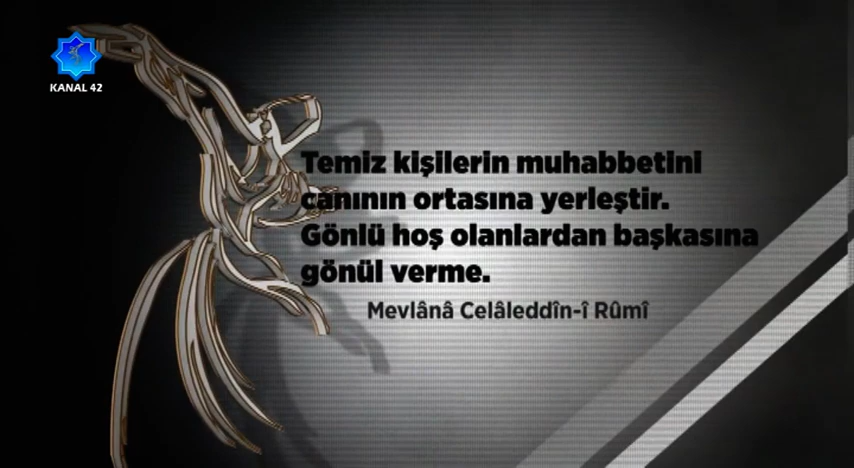 KANAL 42
Temiz kişilerin muhabbetini
canının ortasına yerleştir.
Gönlü hoş olanlardan başkasına
gönül verme.
Mevlânâ Celâleddîn-î Rûmî